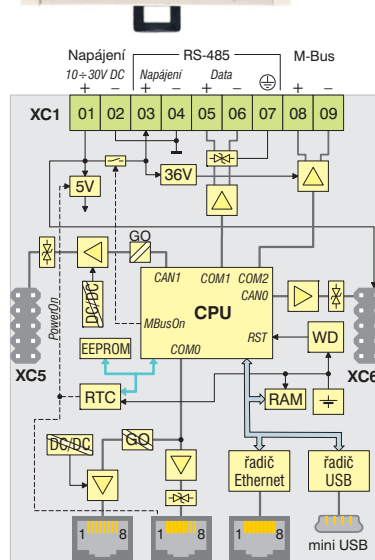 Napájení RS-485 M-Bus
10÷30V DC Napájení Data
+ − + − + − + −
XC1 01 02 03 04 05 06 07 08 09
5V 36V
GO
CAN1 COM1 COM2
CAN0
DC/DC
PowerOn
CPU
MBusOn RST WD
EEPROM COM0
XC5 XC6
RTC RAM
DC/DC GO
řadič Ethernet
řadič USB
1 8 1 8 1 8
mini USB